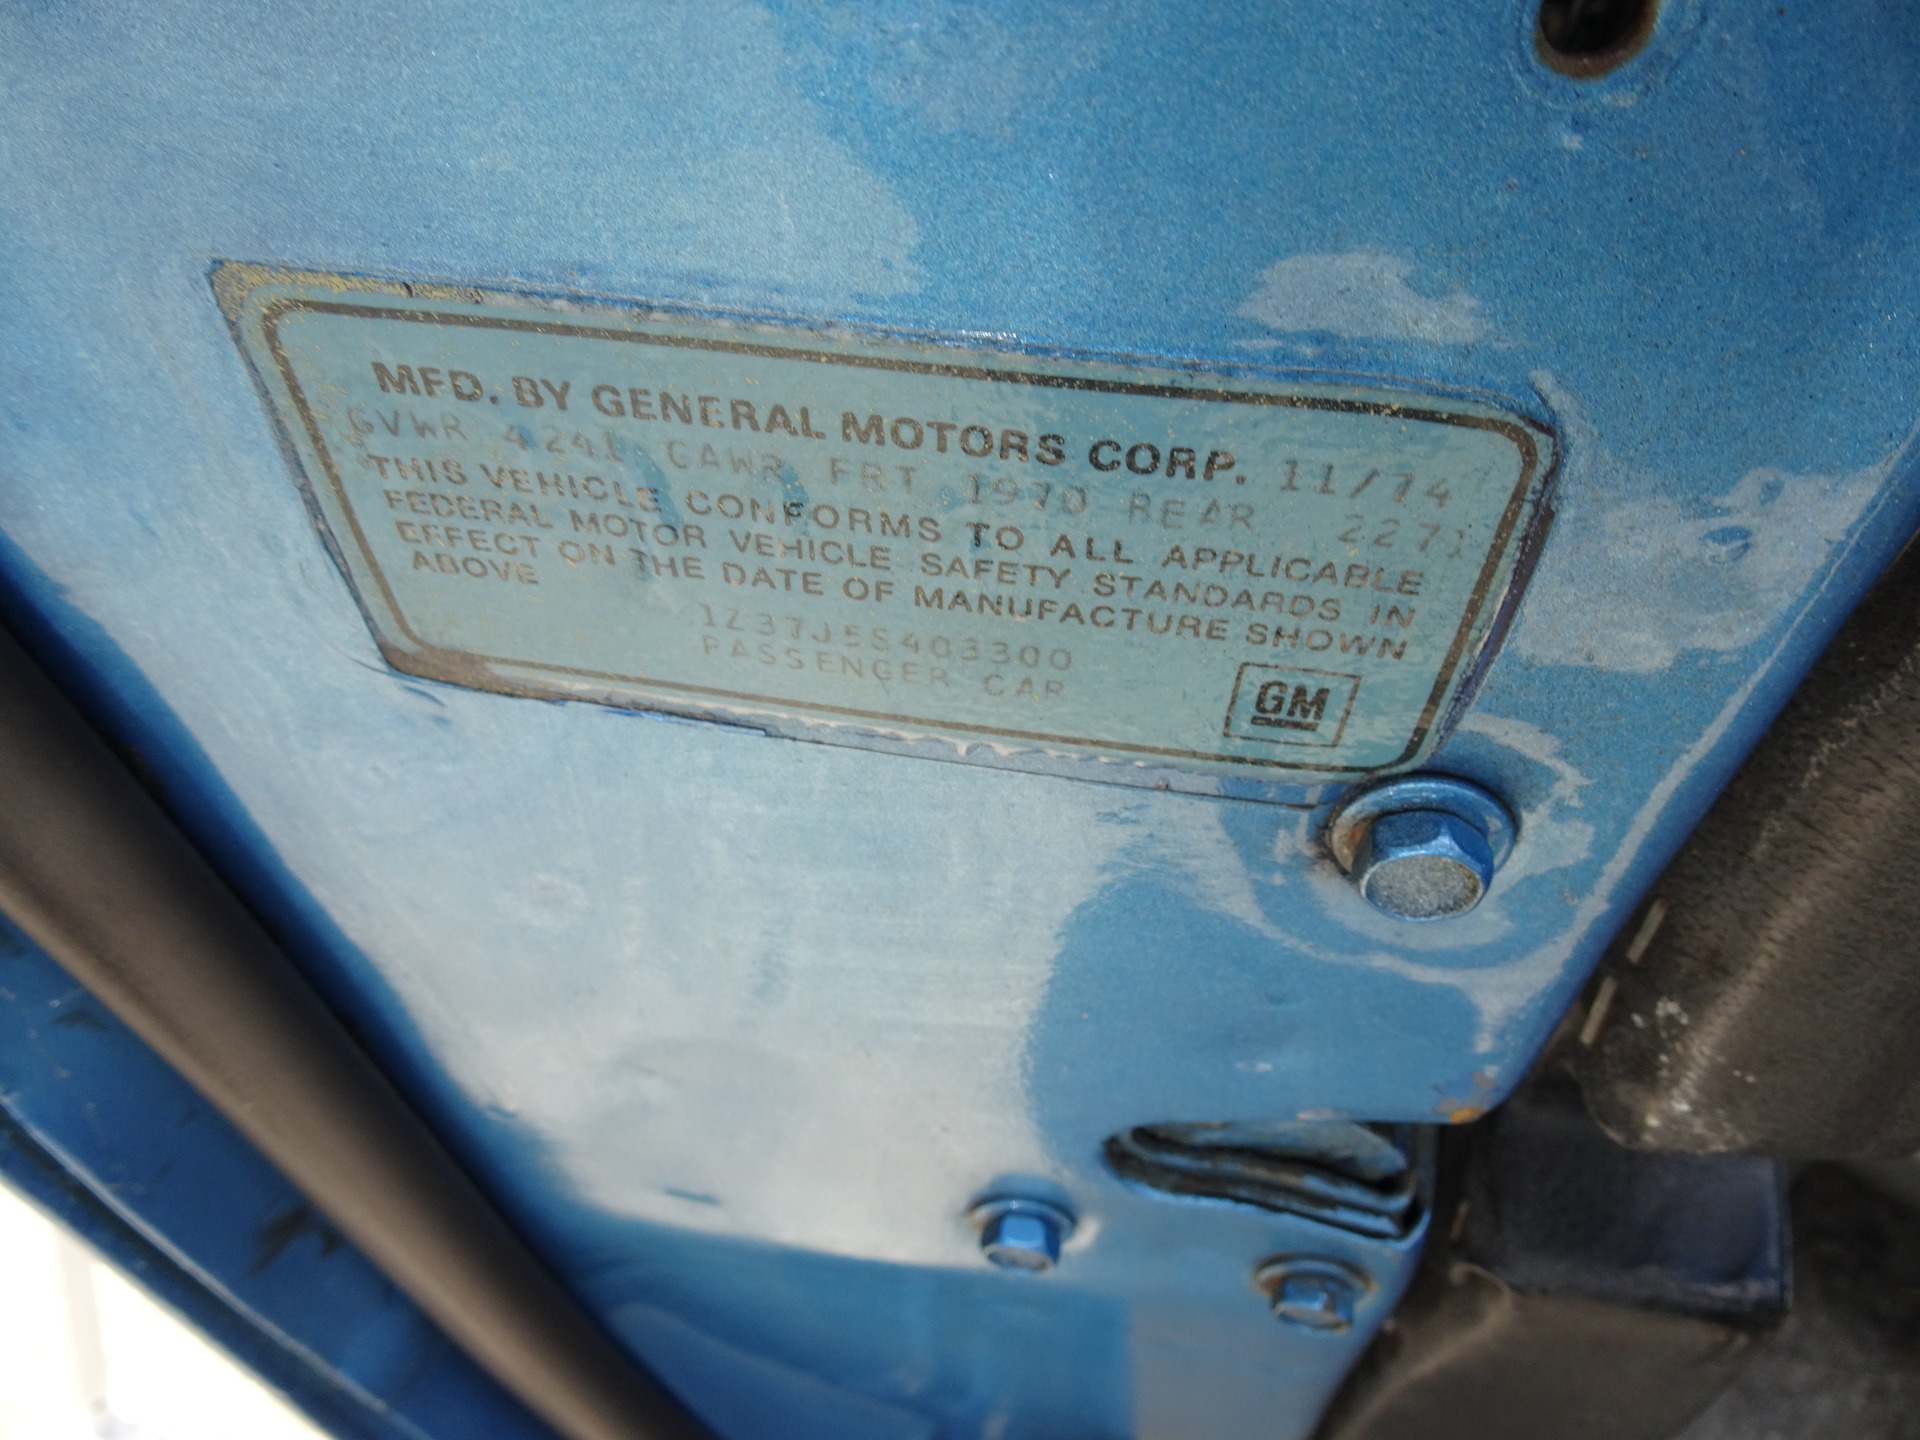 MFD. BY GENERAL MOTORS CORP. 11/74
GVWR 4241 GAWR FRT 1970 REAR 2271
THIS VEHICLE CONFORMS TO ALL APPLICABLE
FEDERAL MOTOR VEHICLE SAFETY STANDARDS IN
EFFECT ON THE DATE OF MANUFACTURE SHOWN
ABOVE
1Z37J5S403300
PASSENGER CAR
GM